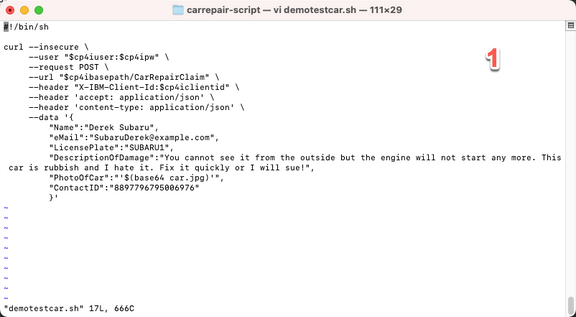 carrepair-script — vi demotestcar.sh — 111×29
#!/bin/sh
1
curl --insecure \
--user "$cp4iuser:$cp4ipw" \
--request POST \
--url "$cp4ibasepath/CarRepairClaim" \
--header "X-IBM-Client-Id:$cp4iclientid" \
--header 'accept: application/json' \
--header 'content-type: application/json' \
--data '{
"Name":"Derek Subaru",
"eMail":"SubaruDerek@example.com",
"LicensePlate":"SUBARU1",
"DescriptionOfDamage":"You cannot see it from the outside but the engine will not start any more. This
car is rubbish and I hate it. Fix it quickly or I will sue!",
"PhotoOfCar":"'$(base64 car.jpg)'",
"ContactID":"8897796795006976"
}'
~
~
~
~
~
~
~
~
~
~
"demotestcar.sh" 17L, 666C